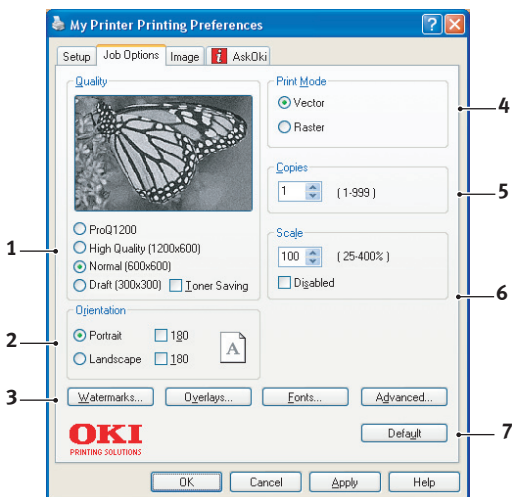 My Printer Printing Preferences
Setup Job Options Image i AskOki
Quality
ProQ1200
High Quality (1200x600)
Normal (600x600)
Draft (300x300) Toner Saving
Orientation
Portrait 180
Landscape 180
A
Print Mode
Vector
Raster
Copies
1 (1-999 )
Scale
100 ( 25-400% )
Disabled
Watermarks... Overlays... Fonts... Advanced...
OKI
PRINTING SOLUTIONS
Default
OK Cancel Apply Help
1
2
3
4
5
6
7